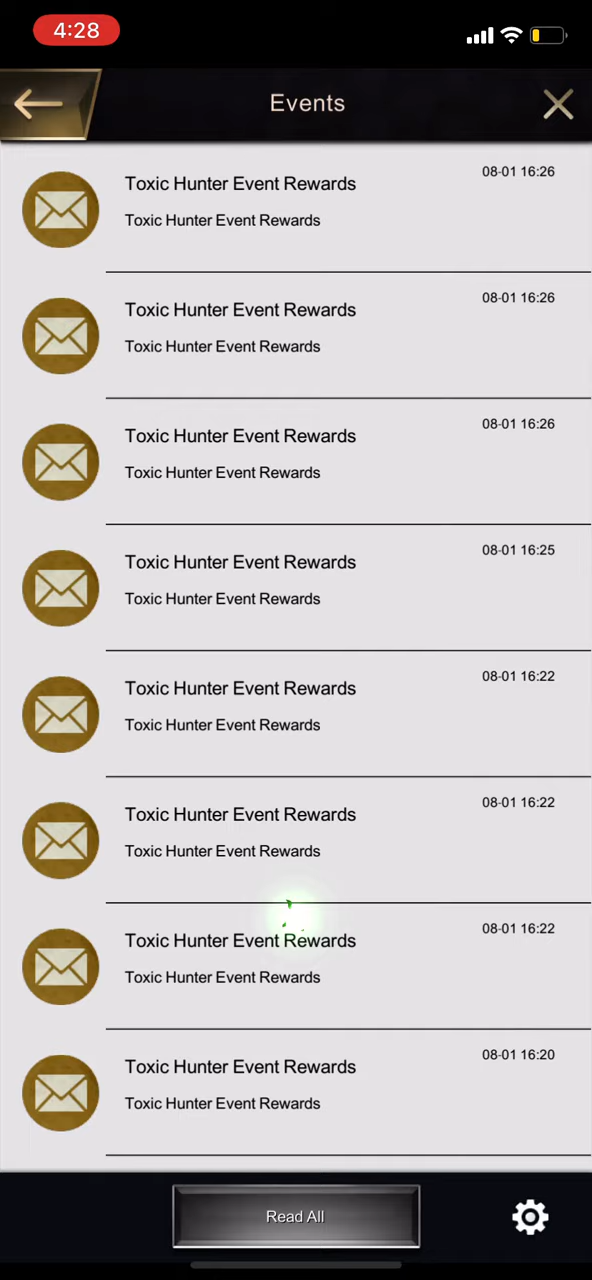 4:28
Events
Toxic Hunter Event Rewards
08-01 16:26
Toxic Hunter Event Rewards
Toxic Hunter Event Rewards
08-01 16:26
Toxic Hunter Event Rewards
Toxic Hunter Event Rewards
08-01 16:26
Toxic Hunter Event Rewards
Toxic Hunter Event Rewards
08-01 16:25
Toxic Hunter Event Rewards
Toxic Hunter Event Rewards
08-01 16:22
Toxic Hunter Event Rewards
Toxic Hunter Event Rewards
08-01 16:22
Toxic Hunter Event Rewards
Toxic Hunter Event Rewards
08-01 16:22
Toxic Hunter Event Rewards
Toxic Hunter Event Rewards
08-01 16:20
Toxic Hunter Event Rewards
Read All